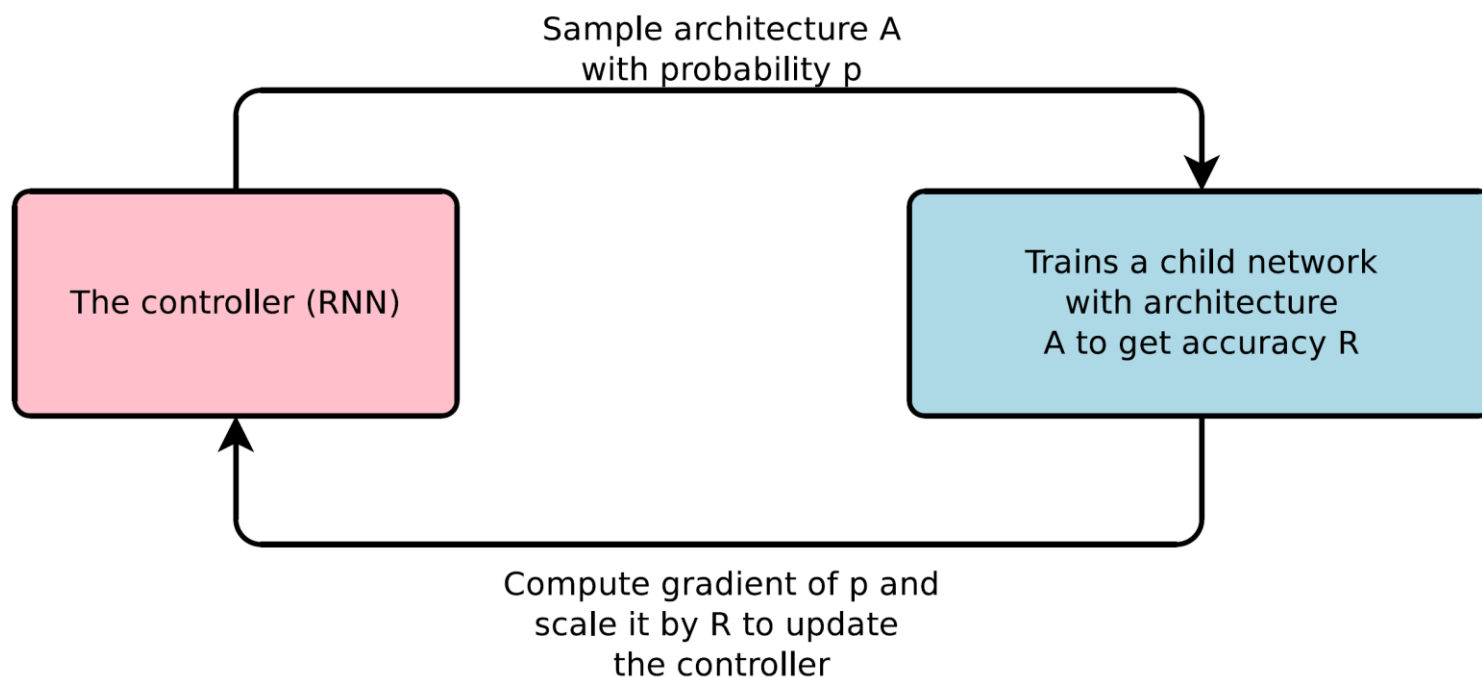 Sample architecture A
with probability p
The controller (RNN)
Trains a child network
with architecture
A to get accuracy R
Compute gradient of p and
scale it by R to update
the controller